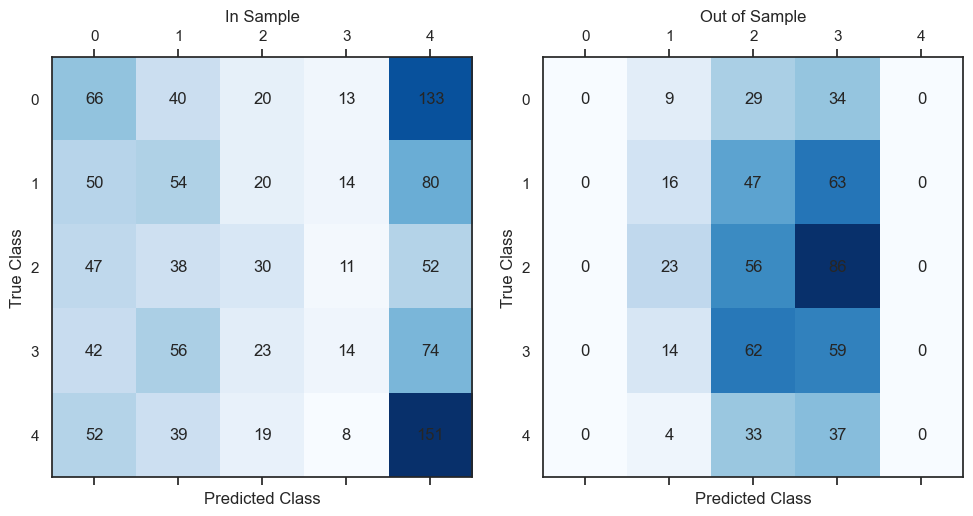 In Sample
0 1 2 3 4
0 66 40 20 13 133
1 50 54 20 14 80
2 47 38 30 11 52
3 42 56 23 14 74
4 52 39 19 8 161
True Class
Predicted Class
Out of Sample
0 1 2 3 4
0 0 9 29 34 0
1 0 16 47 63 0
2 0 23 56 86 0
3 0 14 62 59 0
4 0 4 33 37 0
True Class
Predicted Class